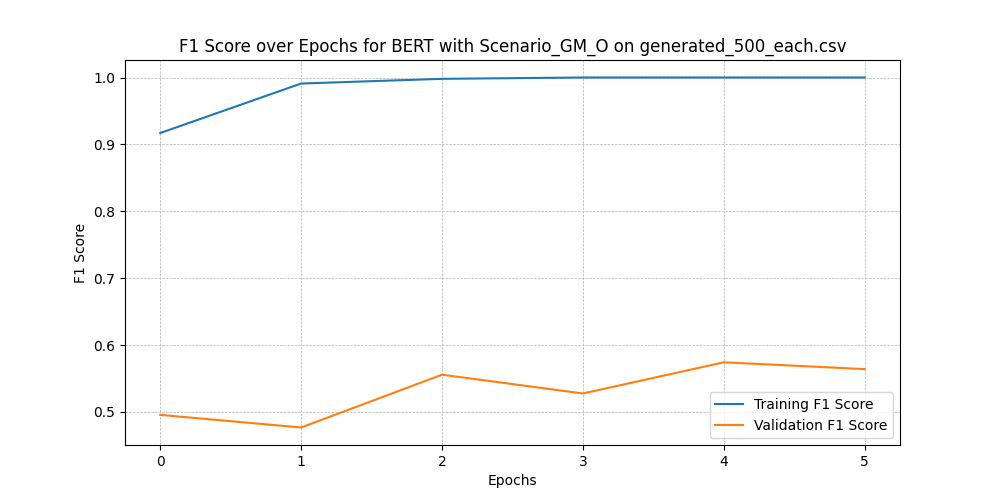 F1 Score over Epochs for BERT with Scenario_GM_O on generated_500_each.csv
1.0
0.9
0.8
0.7
0.6
0.5
F1 Score
Training F1 Score
Validation F1 Score
0 1 2 3 4 5
Epochs